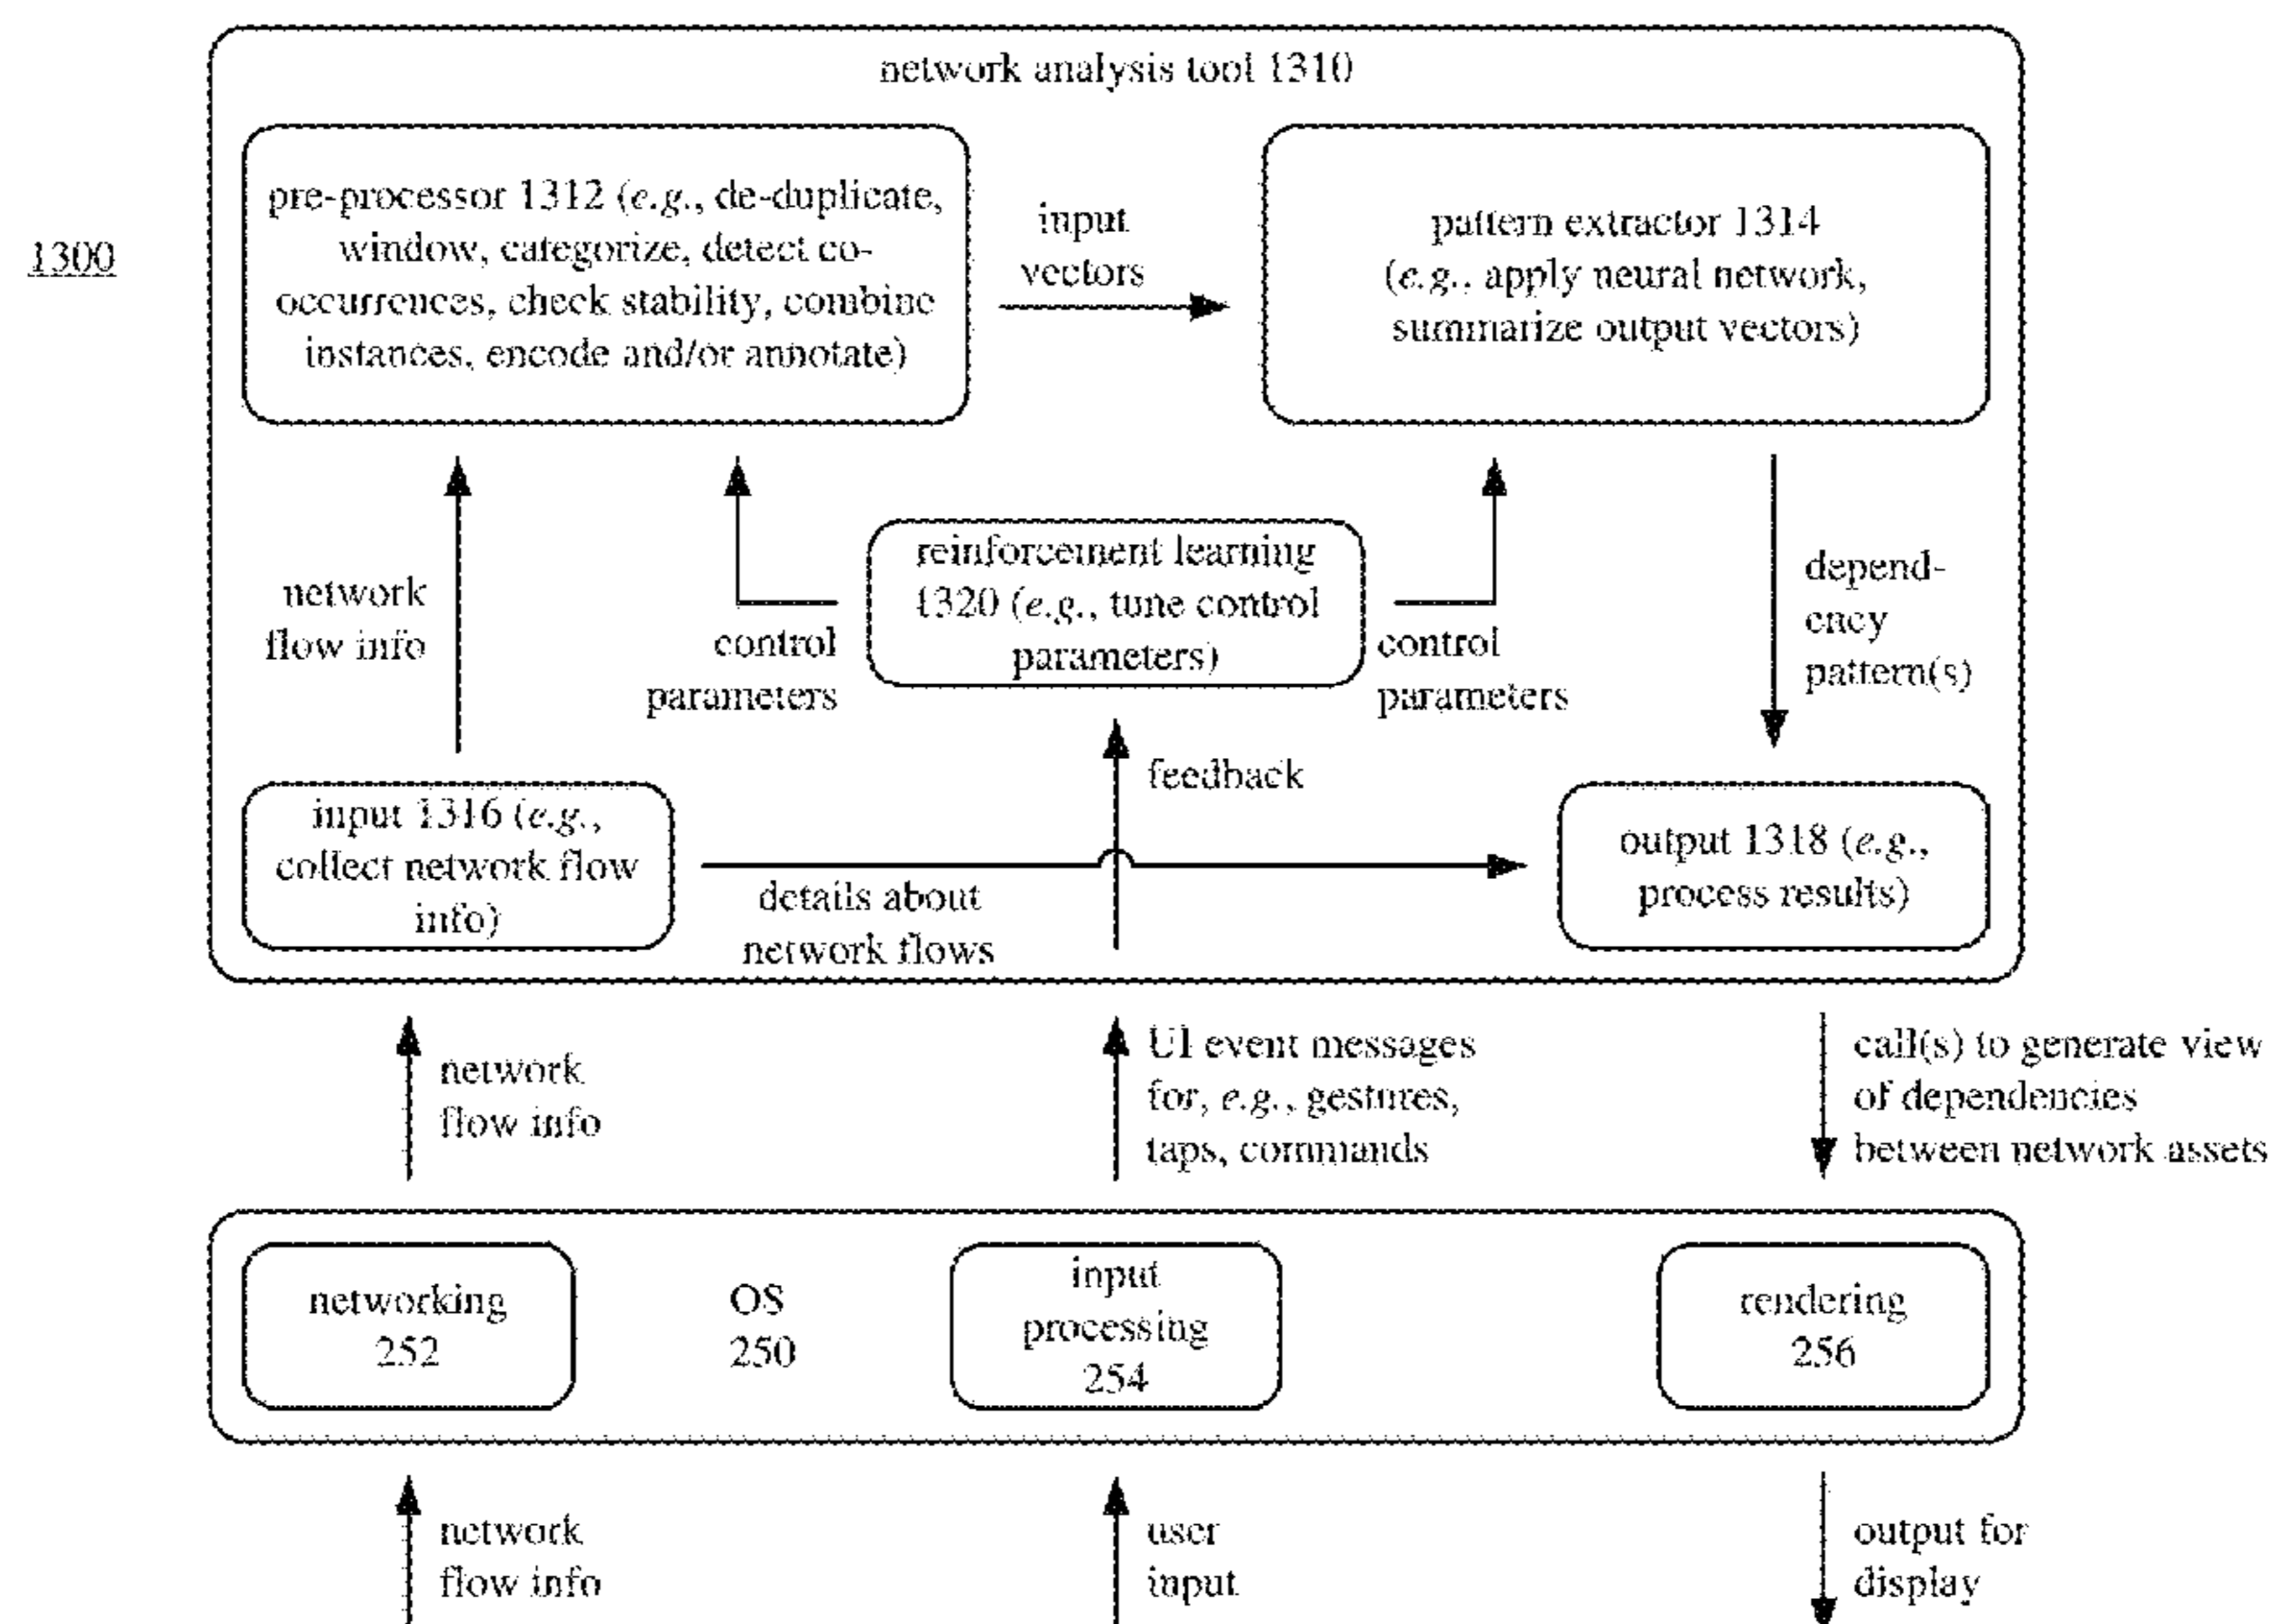 network analysis tool 1310
pre-processor 1312 (e.g., de-duplicate,
window, categorize, detect co-
occurrences, check stability, combine
instances, encode and/or annotate)
input
vectors
pattern extractor 1314
(e.g., apply neural network,
summarize output vectors)
1300
network
flow info
control
parameters
reinforcement learning
1320 (e.g., tune control
parameters)
control
parameters
depend-
ency
pattern(s)
feedback
input 1316 (e.g.,
collect network flow
info)
details about
network flows
output 1318 (e.g.,
process results)
network
flow info
UI event messages
for, e.g., gestures,
taps, commands
call(s) to generate view
of dependencies
between network assets
networking
252
OS
250
input
processing
254
rendering
256
network
flow info
user
input
output for
display